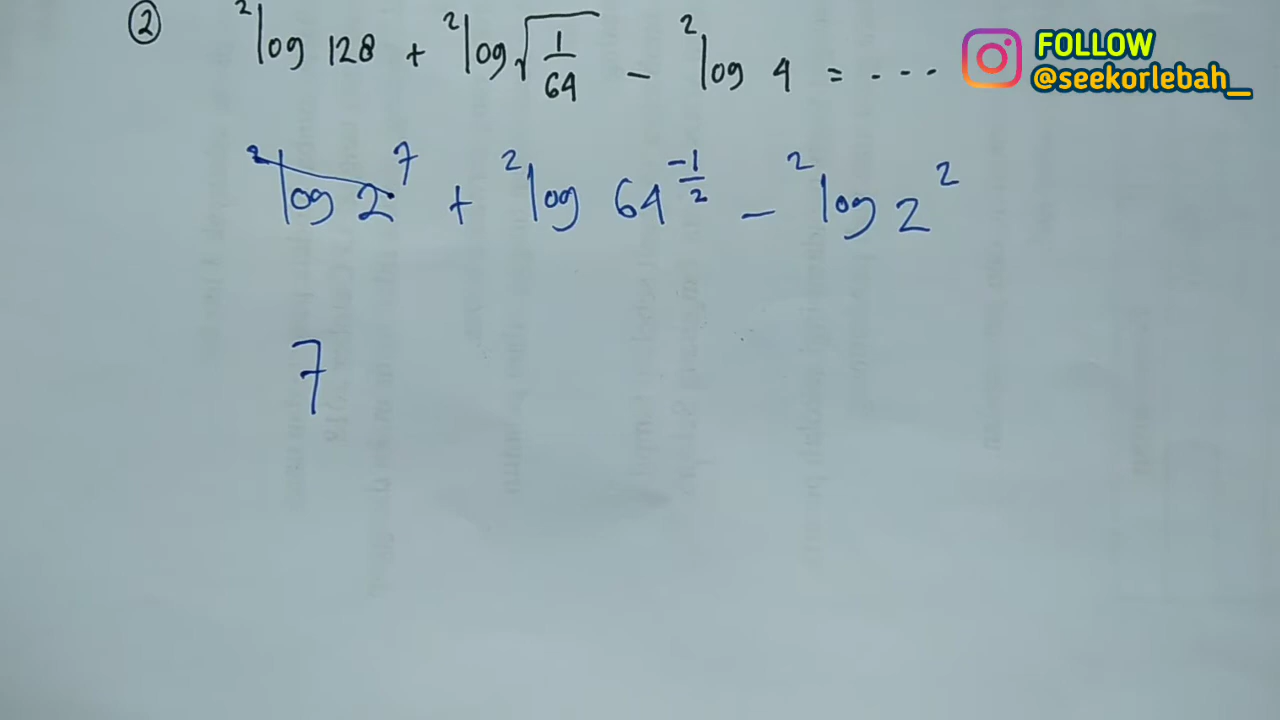 ② ²log 128 + ²log √(1/64) - ²log 4 = ...
FOLLOW
@seekorlebah_
²log 2⁷ + ²log 64^(-1/2) - ²log 2²
7